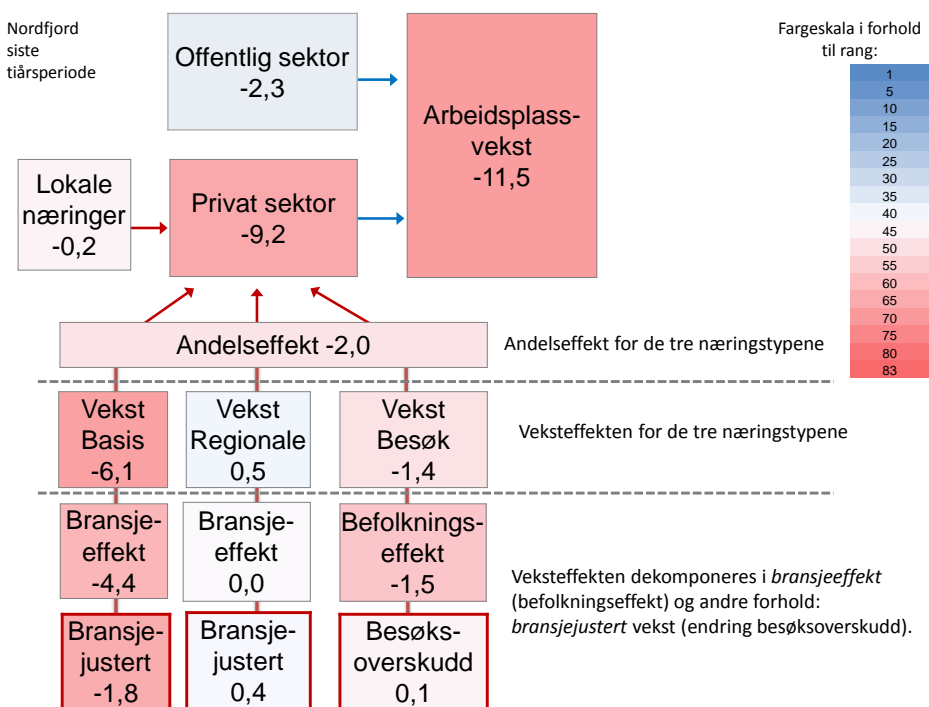 Nordfjord
siste
tiårsperiode
Offentlig sektor
-2,3
Arbeidsplass-
vekst
-11,5
Lokale
næringer
-0,2
Privat sektor
-9,2
Andelseffekt -2,0
Andelseffekt for de tre næringstypene
Vekst
Basis
-6,1
Vekst
Regionale
0,5
Vekst
Besøk
-1,4
Veksteffekten for de tre næringstypene
Bransje-
effekt
-4,4
Bransje-
effekt
0,0
Befolknings-
effekt
-1,5
Bransje-
justert
-1,8
Bransje-
justert
0,4
Besøks-
overskudd
0,1
Veksteffekten dekomponeres i bransjeeffekt
(befolkningseffekt) og andre forhold:
bransjejustert vekst (endring besøksoverskudd).
Fargeskala i forhold
til rang:
1
5
10
15
20
25
30
35
40
45
50
55
60
65
70
75
80
83